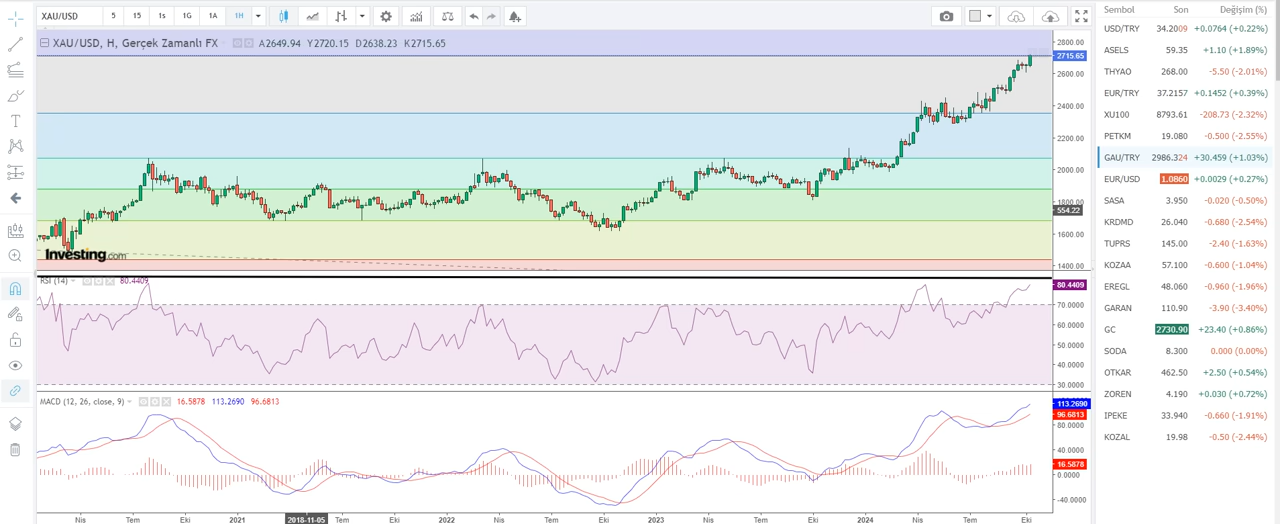 XAU/USD 5 15 1s 1G 1A 1H
XAU/USD, H, Gerçek Zamanlı FX A2649.94 Y2720.15 D2638.23 K2715.65
2800.00
2715.65
2600.00
2400.00
2200.00
2000.00
1800.00
554.22
1600.00
1400.00
Investing.com
RSI (14) 80.4409
80.4409
70.0000
60.0000
50.0000
40.0000
30.0000
MACD (12, 26, close, 9) 16.5878 113.2690 96.6813
113.2690
96.6813
80.0000
40.0000
16.5878
0.0000
-40.0000
Nis Tem Eki 2021 2018-11-05 Tem Eki 2022 Nis Tem Eki 2023 Nis Tem Eki 2024 Nis Tem Eki
Sembol Son Değişim (%)
USD/TRY 34.2009 +0.0764 (+0.22%)
ASELS 59.35 +1.10 (+1.89%)
THYAO 268.00 -5.50 (-2.01%)
EUR/TRY 37.2157 +0.1452 (+0.39%)
XU100 8793.61 -208.73 (-2.32%)
PETKM 19.080 -0.500 (-2.55%)
GAU/TRY 2986.324 +30.459 (+1.03%)
EUR/USD 1.0860 +0.0029 (+0.27%)
SASA 3.950 -0.020 (-0.50%)
KRDMD 26.040 -0.680 (-2.54%)
TUPRS 145.00 -2.40 (-1.63%)
KOZAA 57.100 -0.600 (-1.04%)
EREGL 48.060 -0.960 (-1.96%)
GARAN 110.90 -3.90 (-3.40%)
GC 2730.90 +23.40 (+0.86%)
SODA 8.300 0.000 (0.00%)
OTKAR 462.50 +2.50 (+0.54%)
ZOREN 4.190 +0.030 (+0.72%)
IPEKE 33.940 -0.660 (-1.91%)
KOZAL 19.98 -0.50 (-2.44%)